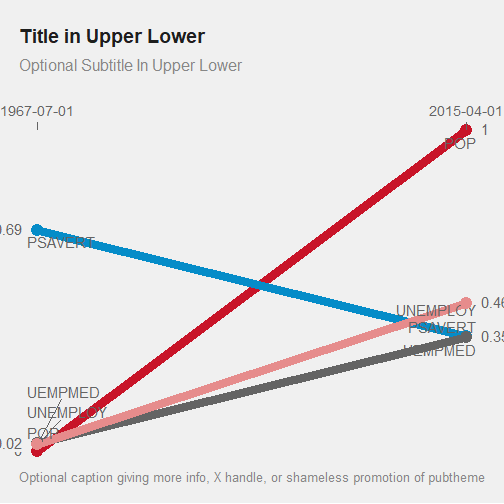 Title in Upper Lower
Optional Subtitle In Upper Lower
1967-07-01 2015-04-01
1
POP
0.69
PSAVERT
0.46
UNEMPLOY
PSAVERT
0.35
UEMPMED
UEMPMED
UNEMPLOY
POP
0.02
0
Optional caption giving more info, X handle, or shameless promotion of pubtheme